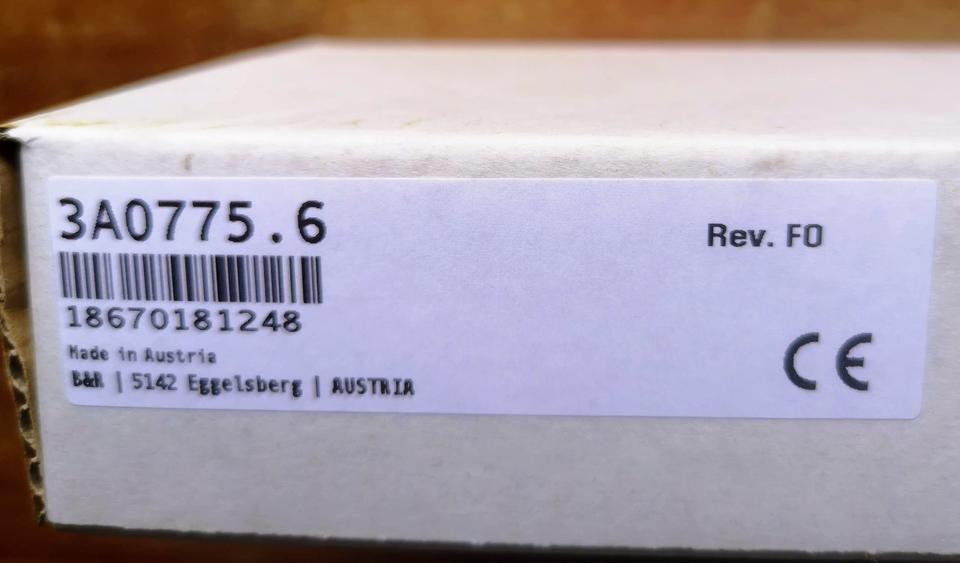 3A0775.6
Rev. F0
18670181248
Made in Austria
B&R | 5142 Eggelsberg | AUSTRIA
CE